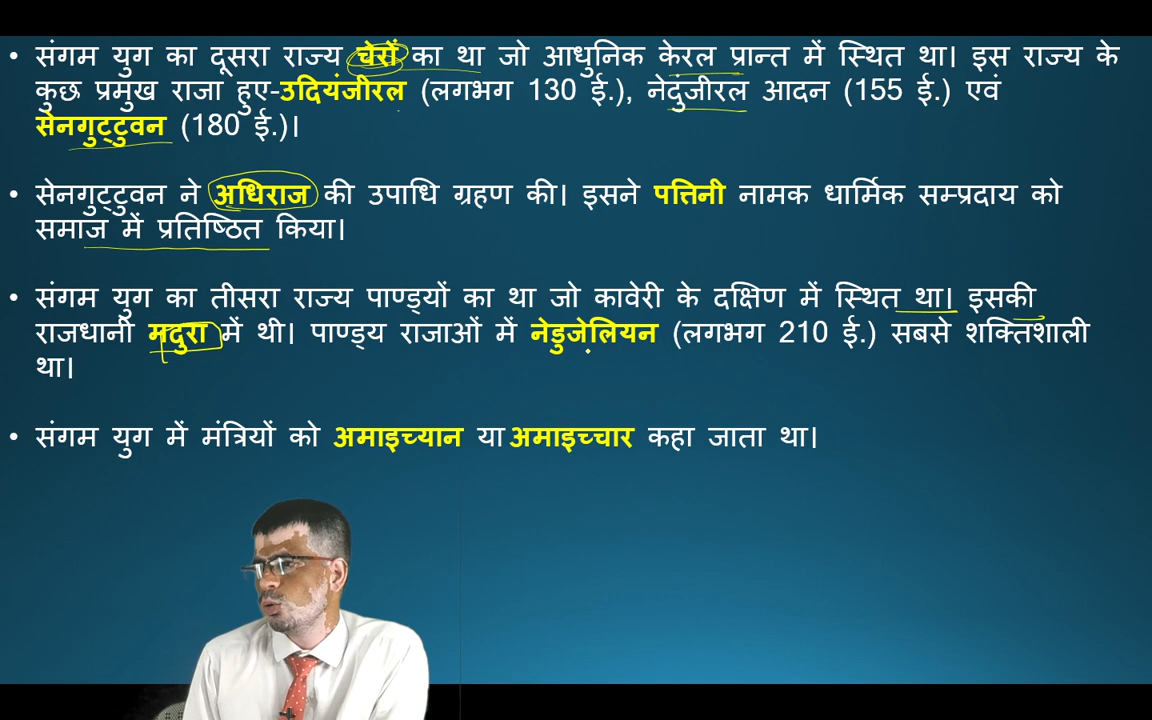 • संगम युग का दूसरा राज्य चेरों का था जो आधुनिक केरल प्रान्त में स्थित था। इस राज्य के
कुछ प्रमुख राजा हुए-उदियंजीरल (लगभग 130 ई.), नेदुंजीरल आदन (155 ई.) एवं
सेनगुट्टुवन (180 ई.)।
• सेनगुट्टुवन ने अधिराज की उपाधि ग्रहण की। इसने पत्तिनी नामक धार्मिक सम्प्रदाय को
समाज में प्रतिष्ठित किया।
• संगम युग का तीसरा राज्य पाण्ड्यों का था जो कावेरी के दक्षिण में स्थित था। इसकी
राजधानी मदुरा में थी। पाण्ड्य राजाओं में नेडुजेलियन (लगभग 210 ई.) सबसे शक्तिशाली
था।
• संगम युग में मंत्रियों को अमाइच्यान या अमाइच्चार कहा जाता था।